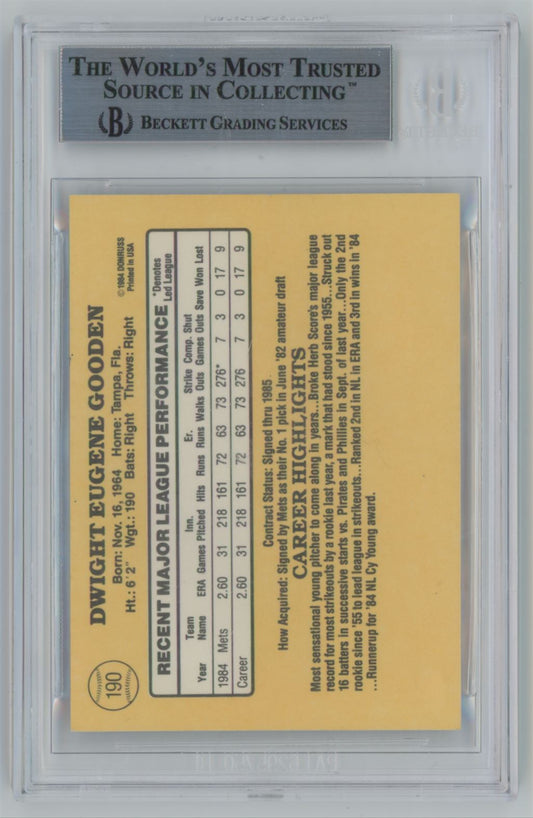 THE WORLD'S MOST TRUSTED
SOURCE IN COLLECTING™
B BECKETT GRADING SERVICES
190
DWIGHT EUGENE GOODEN
Born: Nov. 16, 1964 Home: Tampa, Fla.
Ht.: 6' 2" Wgt.: 190 Bats: Right Throws: Right
© 1984 DONRUSS
Printed in USA
RECENT MAJOR LEAGUE PERFORMANCE
*Denotes
Led League
Team Inn. Er. Strike Comp. Shut
Year Name ERA Games Pitched Hits Runs Runs Walks Outs Games Outs Save Won Lost
1984 Mets 2.60 31 218 161 72 63 73 276* 7 3 0 17 9
Career 2.60 31 218 161 72 63 73 276 7 3 0 17 9
Contract Status: Signed thru 1985
How Acquired: Signed by Mets as their No. 1 pick in June '82 amateur draft
CAREER HIGHLIGHTS
Most sensational young pitcher to come along in years...Broke Herb Score's major league
record for most strikeouts by a rookie last year, a mark that had stood since 1955...Struck out
16 batters in successive starts vs. Pirates and Phillies in Sept. of last year...Only the 2nd
rookie since '55 to lead league in strikeouts...Ranked 2nd in NL in ERA and 3rd in wins in '84
...Runnerup for '84 NL Cy Young award.